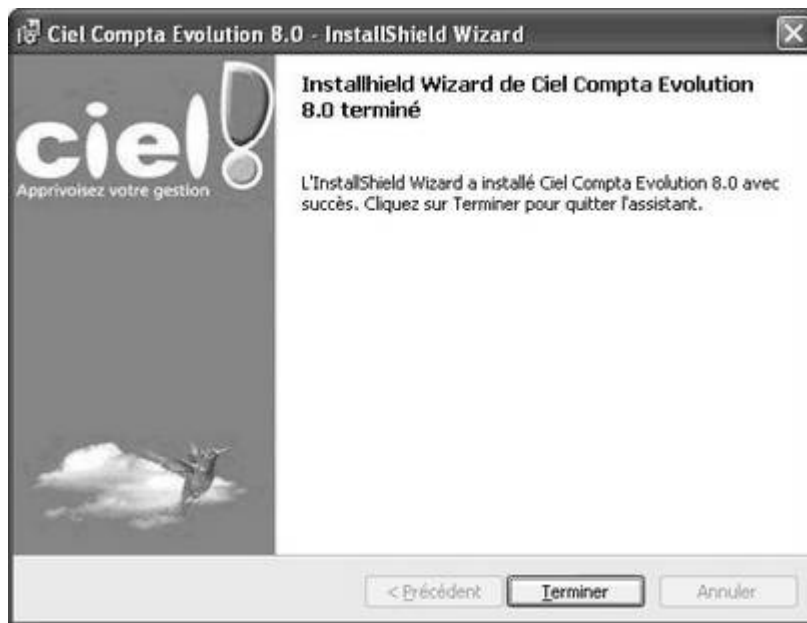 Ciel Compta Evolution 8.0 - InstallShield Wizard
ciel!
Apprivoisez votre gestion
Installhield Wizard de Ciel Compta Evolution
8.0 terminé
L'InstallShield Wizard a installé Ciel Compta Evolution 8.0 avec
succès. Cliquez sur Terminer pour quitter l'assistant.
< Précédent
Terminer
Annuler